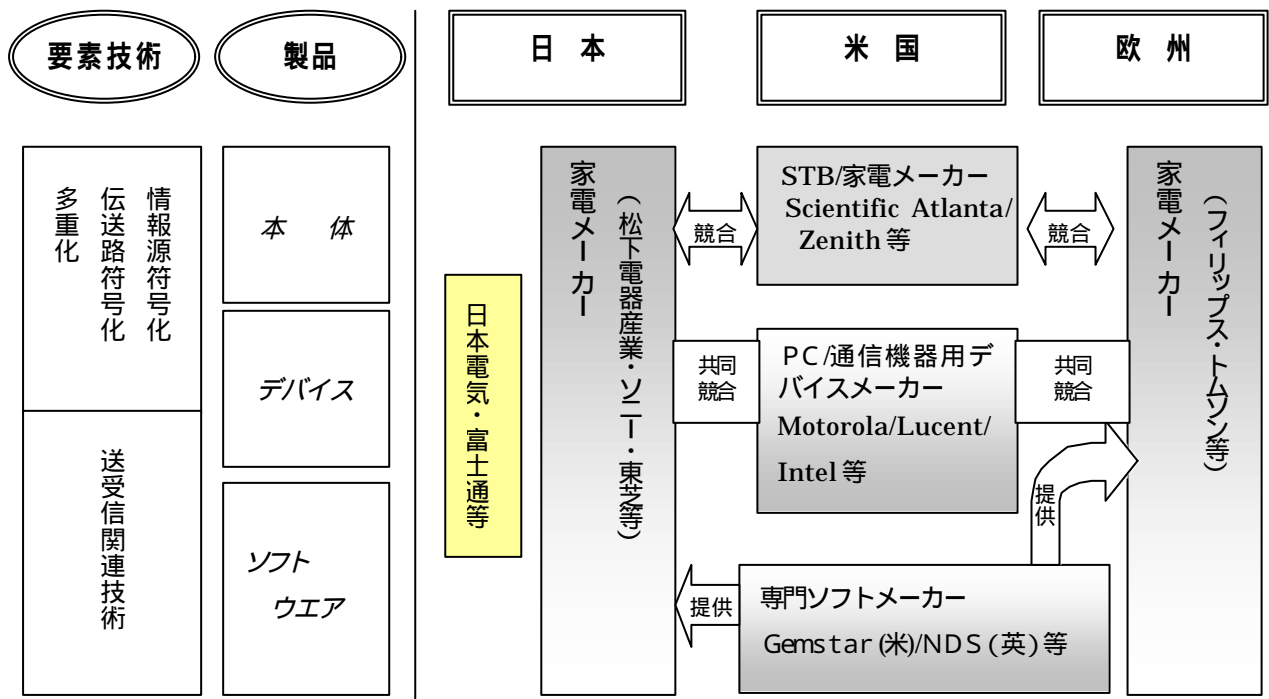 要素技術
製品
日　本
米　国
欧　州
情報源符号化
伝送路符号化
多重化
送受信関連技術
本　体
デバイス
ソフト
ウエア
日本電気・富士通等
家電メーカー
（松下電器産業・ソニー・東芝等）
競合
共同
競合
提供
STB/家電メーカー
Scientific Atlanta/
Zenith 等
PC/通信機器用デ
バイスメーカー
Motorola/Lucent/
Intel 等
専門ソフトメーカー
Gemstar (米)/NDS (英) 等
競合
共同
競合
提供
家電メーカー
（フィリップス・トムソン等）